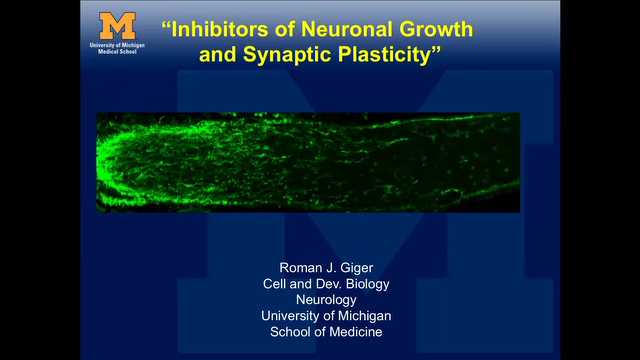 M
University of Michigan
Medical School
“Inhibitors of Neuronal Growth
and Synaptic Plasticity”
Roman J. Giger
Cell and Dev. Biology
Neurology
University of Michigan
School of Medicine